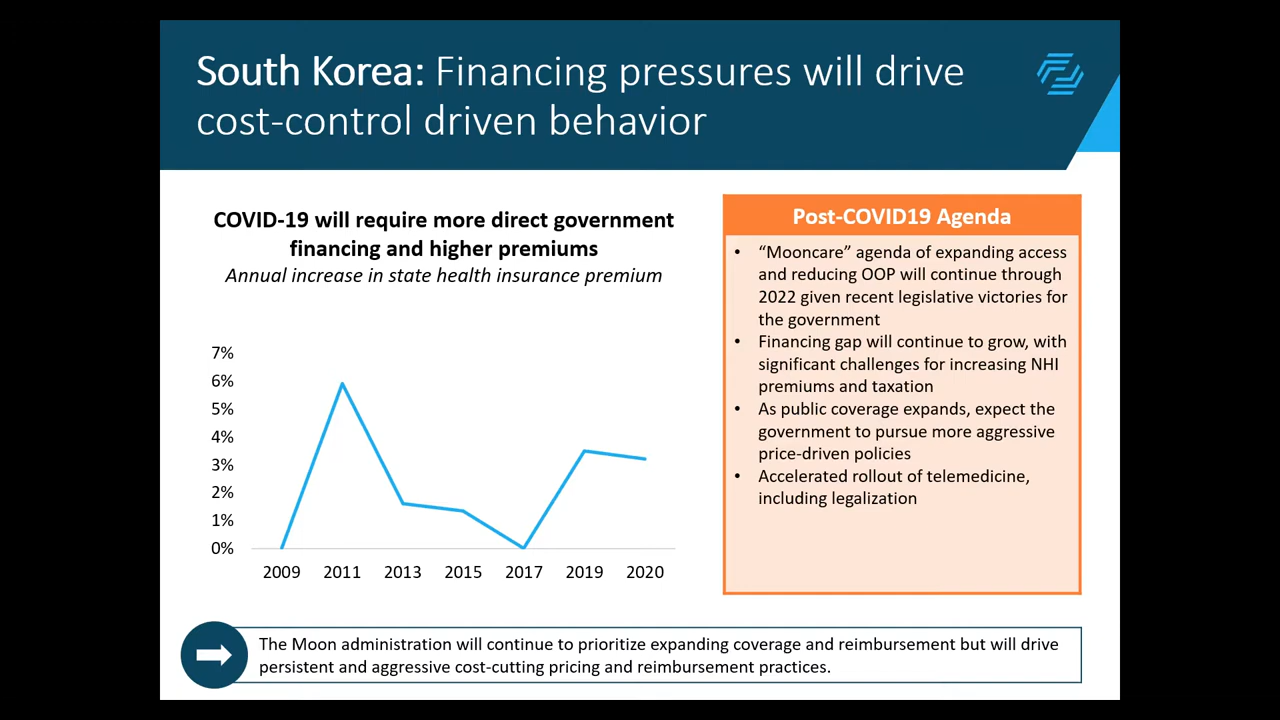 South Korea: Financing pressures will drive
cost-control driven behavior
COVID-19 will require more direct government
financing and higher premiums
Annual increase in state health insurance premium
7%
6%
5%
4%
3%
2%
1%
0%
2009 2011 2013 2015 2017 2019 2020
Post-COVID19 Agenda
• “Mooncare” agenda of expanding access
and reducing OOP will continue through
2022 given recent legislative victories for
the government
• Financing gap will continue to grow, with
significant challenges for increasing NHI
premiums and taxation
• As public coverage expands, expect the
government to pursue more aggressive
price-driven policies
• Accelerated rollout of telemedicine,
including legalization
The Moon administration will continue to prioritize expanding coverage and reimbursement but will drive
persistent and aggressive cost-cutting pricing and reimbursement practices.